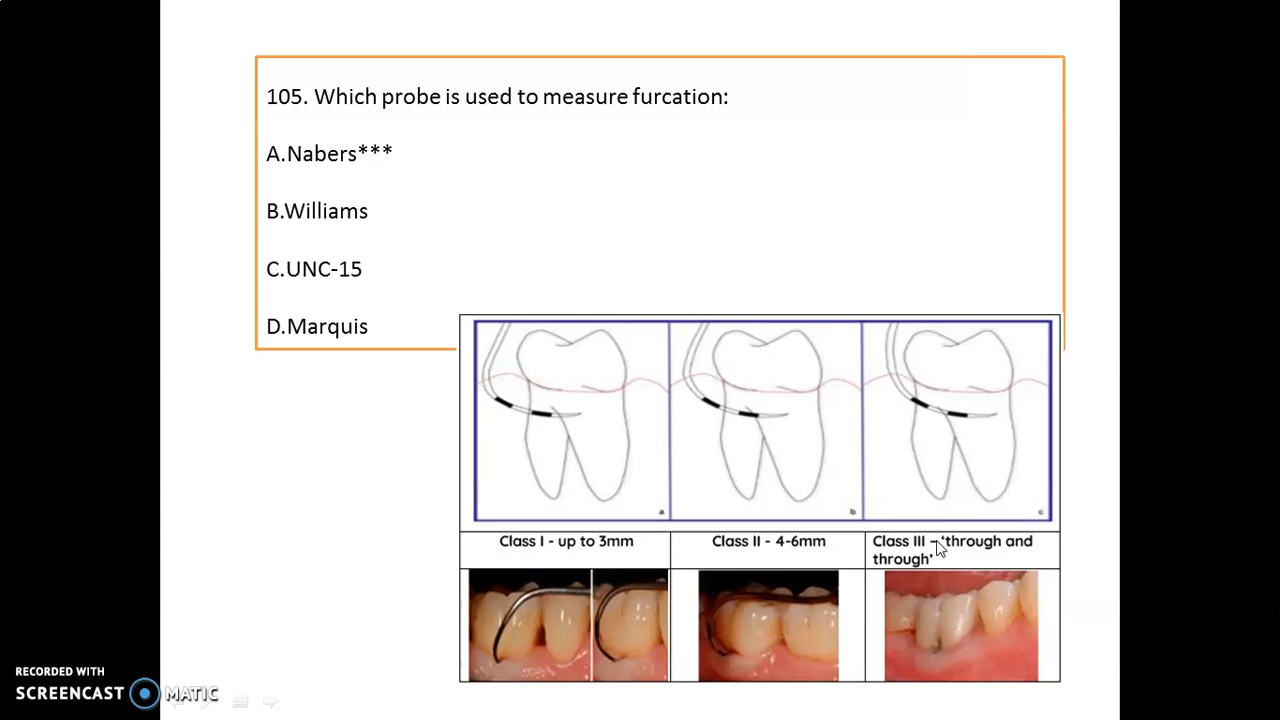 105. Which probe is used to measure furcation:
A.Nabers***
B.Williams
C.UNC-15
D.Marquis
a
b
c
Class I - up to 3mm
Class II - 4-6mm
Class III - ‘through and
through’
RECORDED WITH
SCREENCAST MATIC